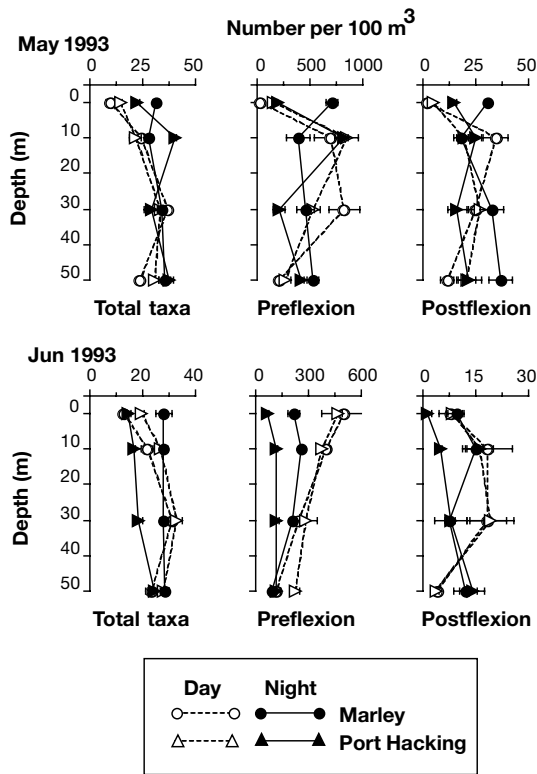 May 1993
Number per 100 m³
0 25 50
0 500 1000
0 25 50
0
10
30
40
50
Depth (m)
Total taxa
Preflexion
Postflexion
Jun 1993
0 20 40
0 300 600
0 15 30
0
10
30
40
50
Depth (m)
Total taxa
Preflexion
Postflexion
Day Night
Marley
Port Hacking